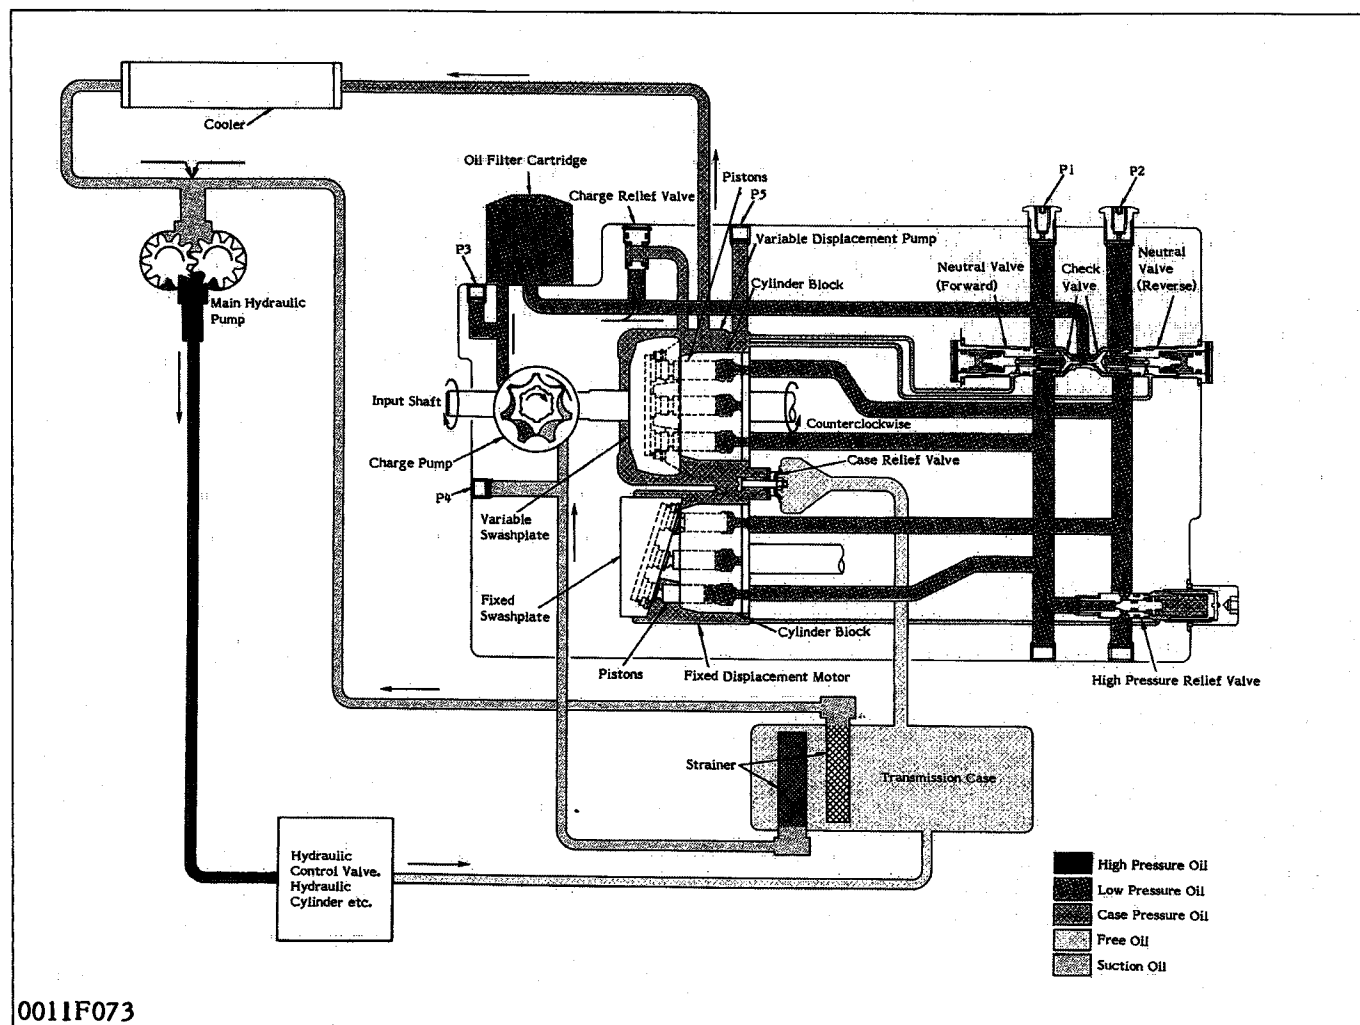 Cooler
Oil Filter Cartridge
Charge Relief Valve
Pistons
P5
P1
P2
P3
Variable Displacement Pump
Neutral Valve
(Forward)
Check
Valve
Neutral
Valve
(Reverse)
Cylinder Block
Main Hydraulic
Pump
Input Shaft
Counterclockwise
Charge Pump
Case Relief Valve
P4
Variable
Swashplate
Fixed
Swashplate
Cylinder Block
Pistons
Fixed Displacement Motor
High Pressure Relief Valve
Strainer
Transmission Case
Hydraulic
Control Valve.
Hydraulic
Cylinder etc.
High Pressure Oil
Low Pressure Oil
Case Pressure Oil
Free Oil
Suction Oil
0011F073